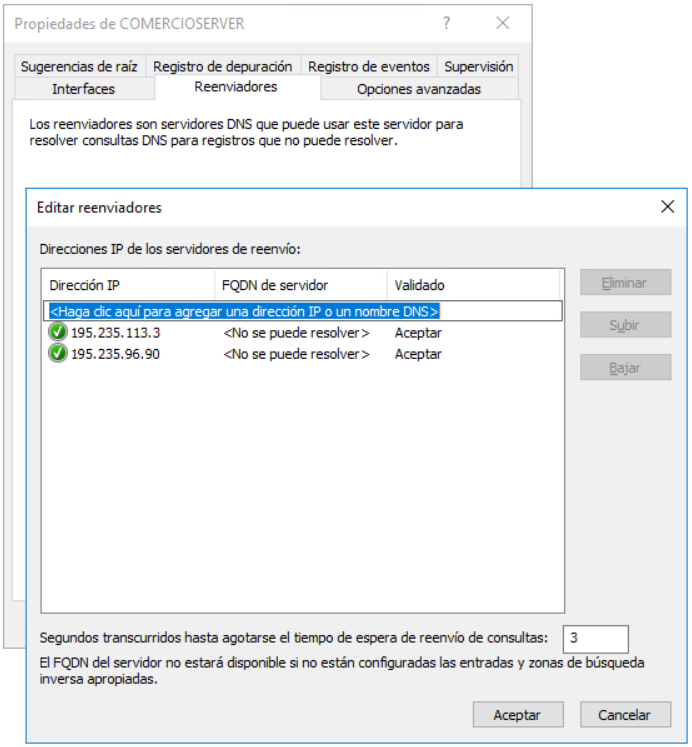 Propiedades de COMERCIOSERVER ?
Sugerencias de raíz Registro de depuración Registro de eventos Supervisión
Interfaces Reenviadores Opciones avanzadas
Los reenviadores son servidores DNS que puede usar este servidor para
resolver consultas DNS para registros que no puede resolver.
Editar reenviadores
Direcciones IP de los servidores de reenvío:
Dirección IP FQDN de servidor Validado
<Haga clic aquí para agregar una dirección IP o un nombre DNS>
195.235.113.3 <No se puede resolver> Aceptar
195.235.96.90 <No se puede resolver> Aceptar
Eliminar
Subir
Bajar
Segundos transcurridos hasta agotarse el tiempo de espera de reenvío de consultas: 3
El FQDN del servidor no estará disponible si no están configuradas las entradas y zonas de búsqueda
inversa apropiadas.
Aceptar Cancelar